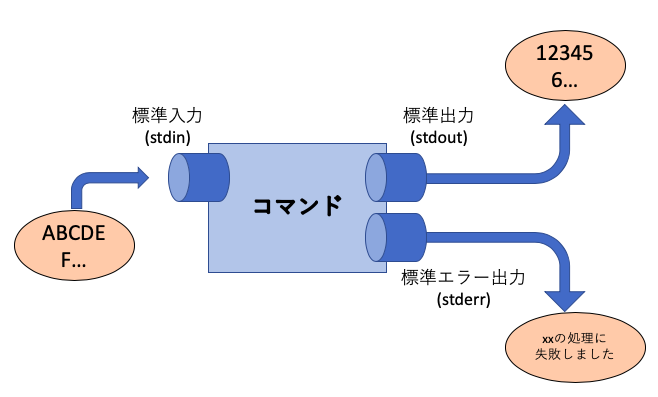 12345
6...
標準入力
(stdin)
標準出力
(stdout)
コマンド
ABCDE
F...
標準エラー出力
(stderr)
xxの処理に
失敗しました